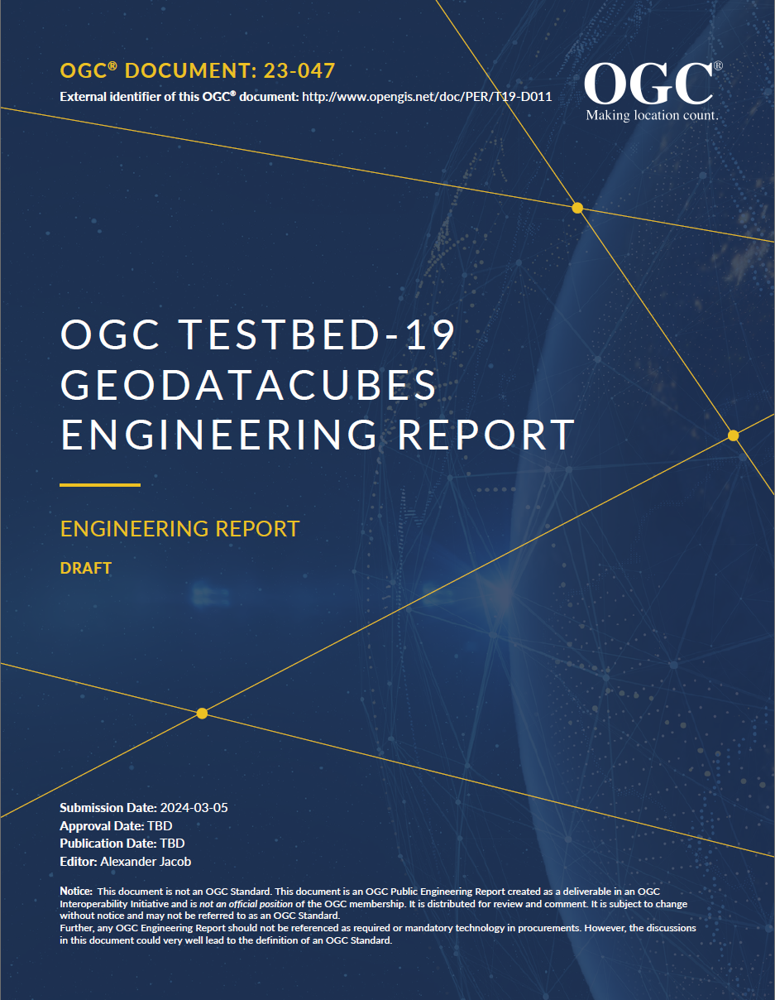 OGC® DOCUMENT: 23-047
External identifier of this OGC® document: http://www.opengis.net/doc/PER/T19-D011
OGC®
Making location count.
OGC TESTBED-19
GEODATACUBES
ENGINEERING REPORT
ENGINEERING REPORT
DRAFT
Submission Date: 2024-03-05
Approval Date: TBD
Publication Date: TBD
Editor: Alexander Jacob
Notice: This document is not an OGC Standard. This document is an OGC Public Engineering Report created as a deliverable in an OGC
Interoperability Initiative and is not an official position of the OGC membership. It is distributed for review and comment. It is subject to change
without notice and may not be referred to as an OGC Standard.
Further, any OGC Engineering Report should not be referenced as required or mandatory technology in procurements. However, the discussions
in this document could very well lead to the definition of an OGC Standard.